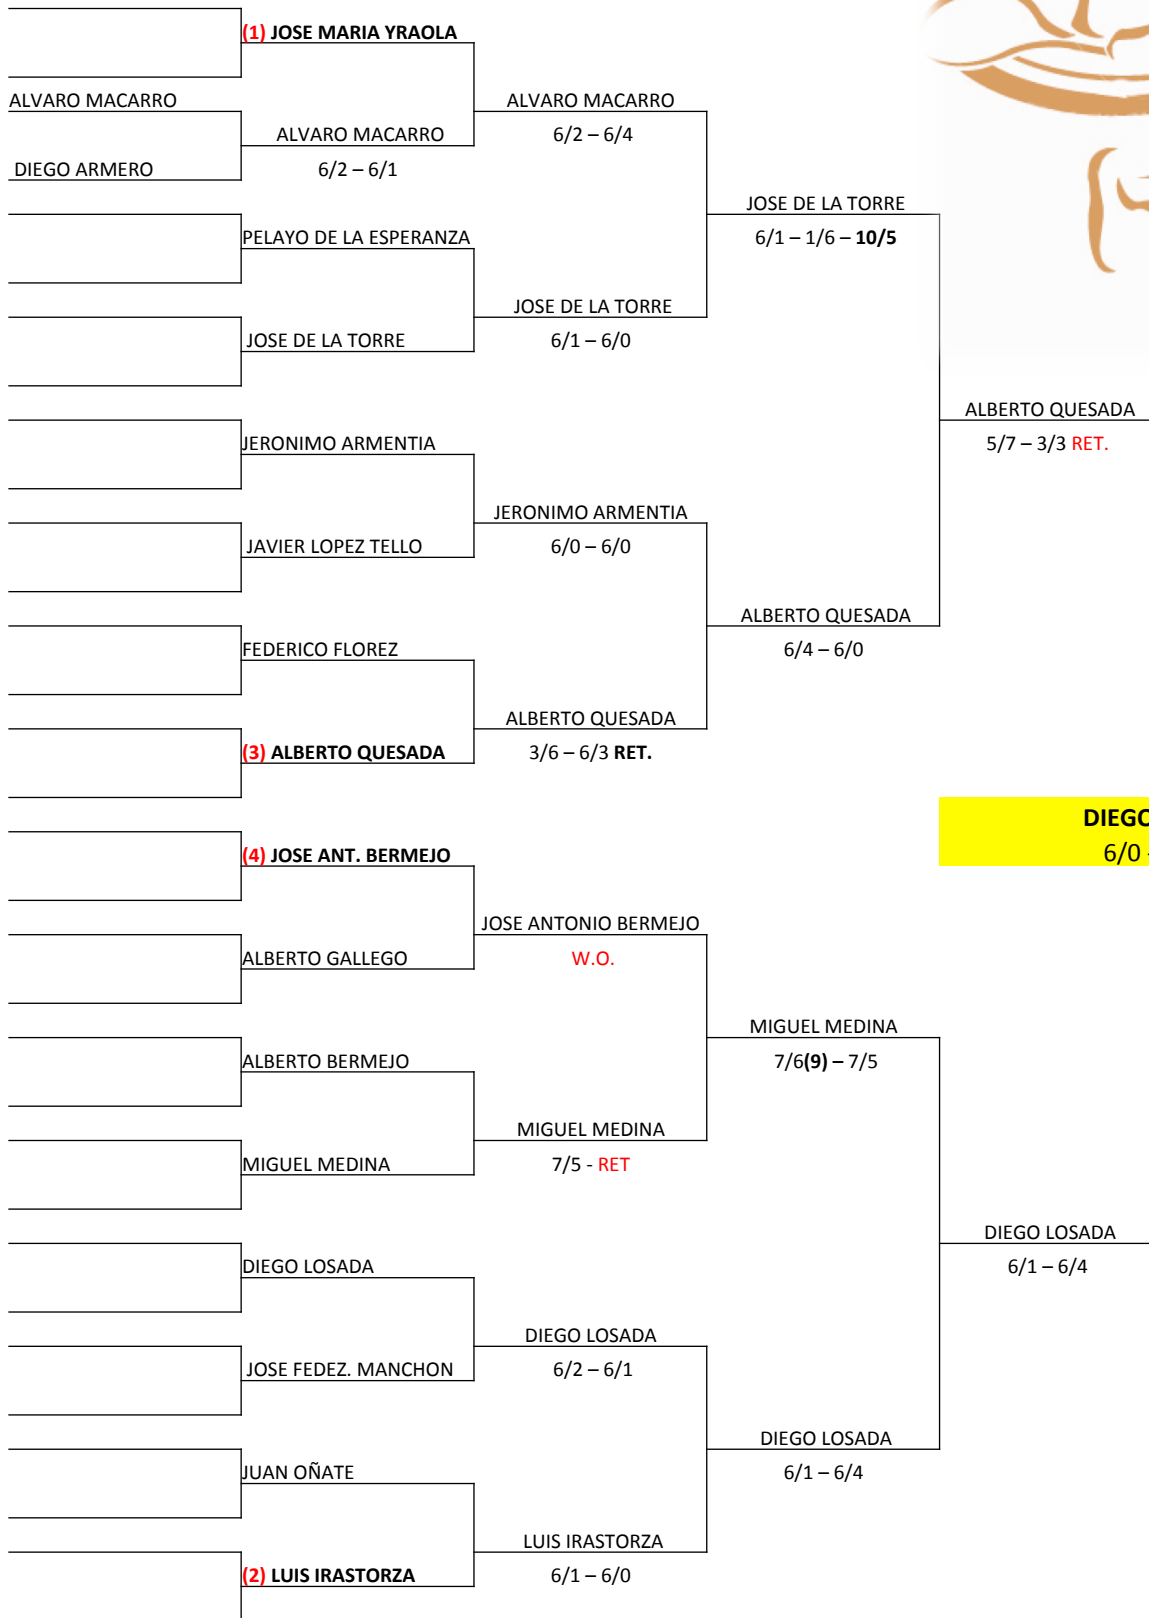 (1) JOSE MARIA YRAOLA
ALVARO MACARRO
ALVARO MACARRO
ALVARO MACARRO
6/2 – 6/4
DIEGO ARMERO
6/2 – 6/1
JOSE DE LA TORRE
6/1 – 1/6 – 10/5
PELAYO DE LA ESPERANZA
JOSE DE LA TORRE
6/1 – 6/0
JOSE DE LA TORRE
ALBERTO QUESADA
5/7 – 3/3 RET.
JERONIMO ARMENTIA
JERONIMO ARMENTIA
6/0 – 6/0
JAVIER LOPEZ TELLO
ALBERTO QUESADA
6/4 – 6/0
FEDERICO FLOREZ
ALBERTO QUESADA
3/6 – 6/3 RET.
(3) ALBERTO QUESADA
DIEGO
6/0
(4) JOSE ANT. BERMEJO
JOSE ANTONIO BERMEJO
W.O.
ALBERTO GALLEGO
MIGUEL MEDINA
7/6(9) – 7/5
ALBERTO BERMEJO
MIGUEL MEDINA
7/5 - RET
MIGUEL MEDINA
DIEGO LOSADA
6/1 – 6/4
DIEGO LOSADA
DIEGO LOSADA
6/2 – 6/1
JOSE FEDEZ. MANCHON
DIEGO LOSADA
6/1 – 6/4
JUAN OÑATE
LUIS IRASTORZA
6/1 – 6/0
(2) LUIS IRASTORZA